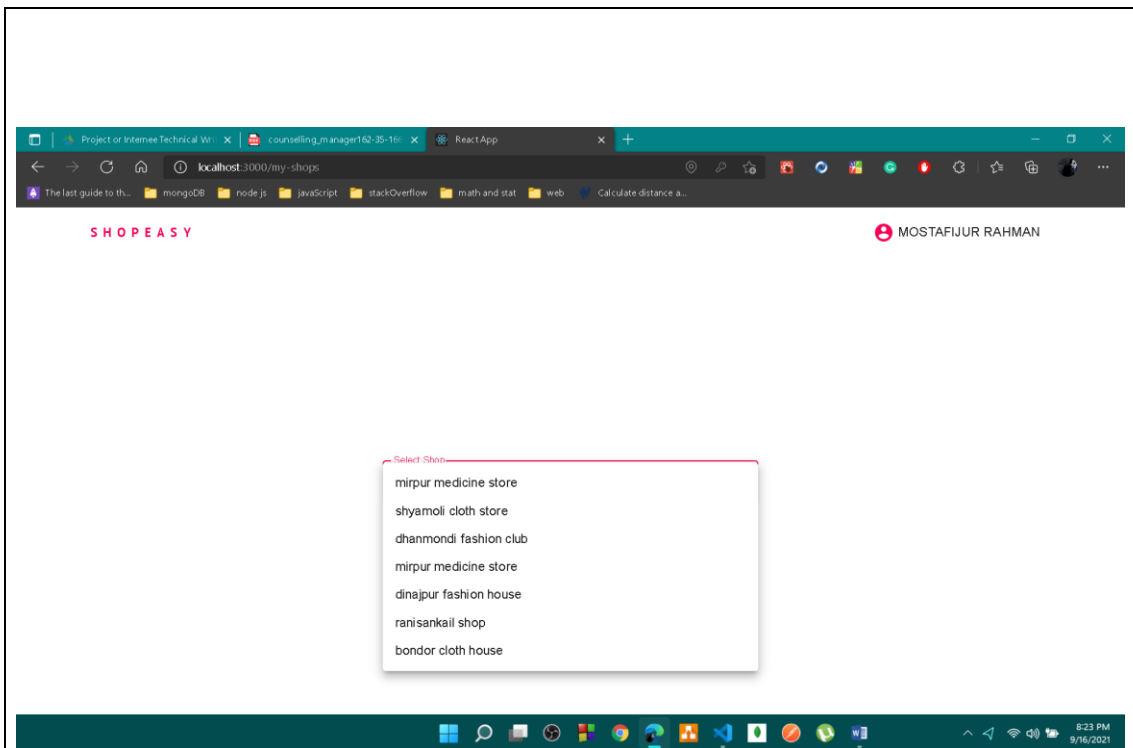 Project or Internee Technical Wri
counselling_manager162-35-166
React App
localhost:3000/my-shops
The last guide to th...
mongoDB
node js
javaScript
stackOverflow
math and stat
web
Calculate distance a...
SHOPEASY
MOSTAFIJUR RAHMAN
Select Shop
mirpur medicine store
shyamoli cloth store
dhanmondi fashion club
mirpur medicine store
dinajpur fashion house
ranisankail shop
bondor cloth house
8:23 PM
9/16/2021